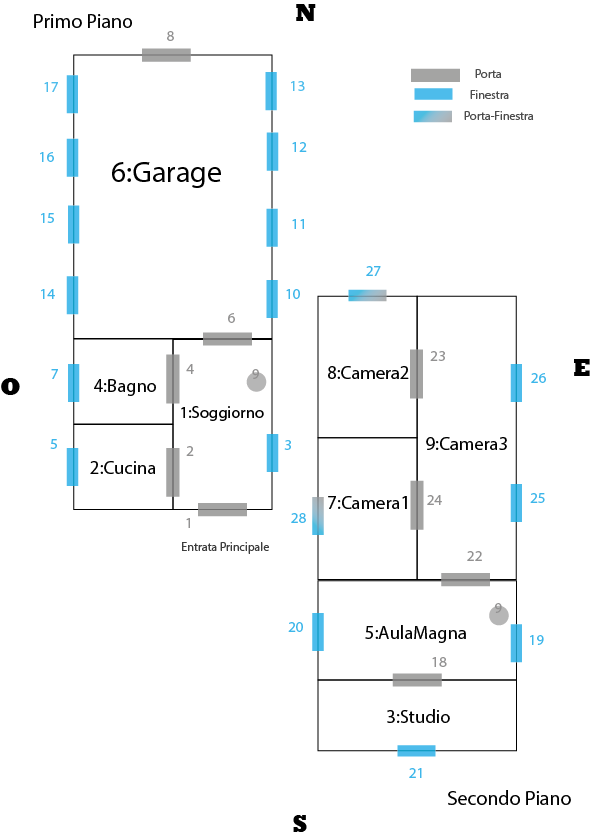 N
Primo Piano
8
Porta
Finestra
Porta-Finestra
17
13
16
12
6:Garage
15
11
14
10
27
6
7
4
9
4:Bagno
1:Soggiorno
O
E
23
26
8:Camera2
5
2
3
2:Cucina
9:Camera3
1
Entrata Principale
28
7:Camera1
24
25
22
9
20
5:AulaMagna
19
18
3:Studio
21
Secondo Piano
S